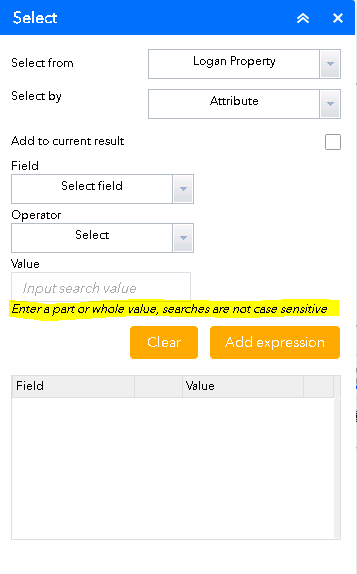 Select
Select from
Logan Property
Select by
Attribute
Add to current result
Field
Select field
Operator
Select
Value
Input search value
Enter a part or whole value, searches are not case sensitive
Clear Add expression
Field Value